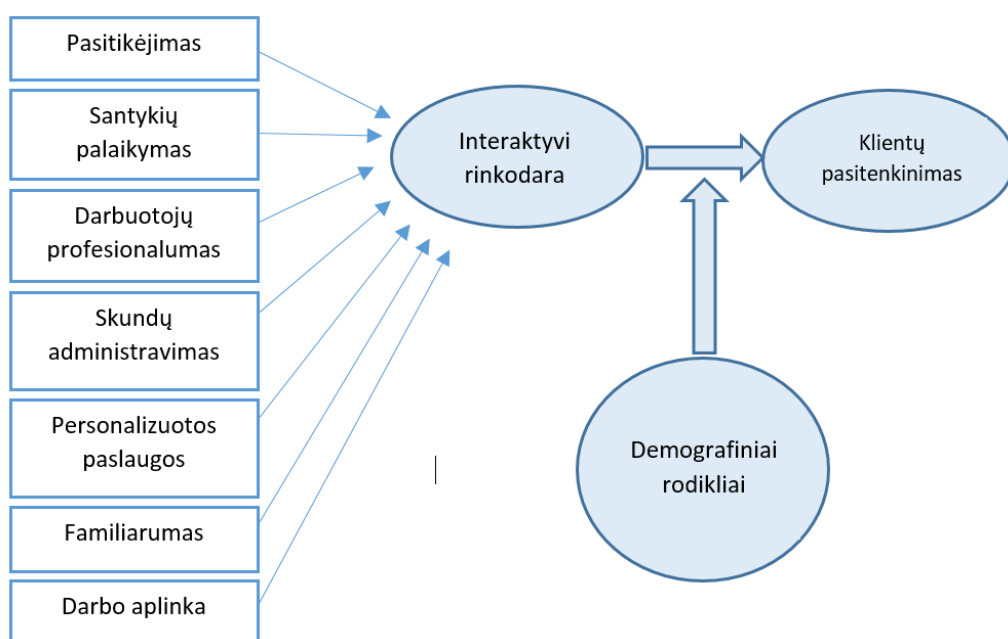 Pasitikėjimas
Santykių
palaikymas
Darbuotojų
profesionalumas
Skundų
administravimas
Personalizuotos
paslaugos
Familiarumas
Darbo aplinka
Interaktyvi
rinkodara
Klientų
pasitenkinimas
Demografiniai
rodikliai